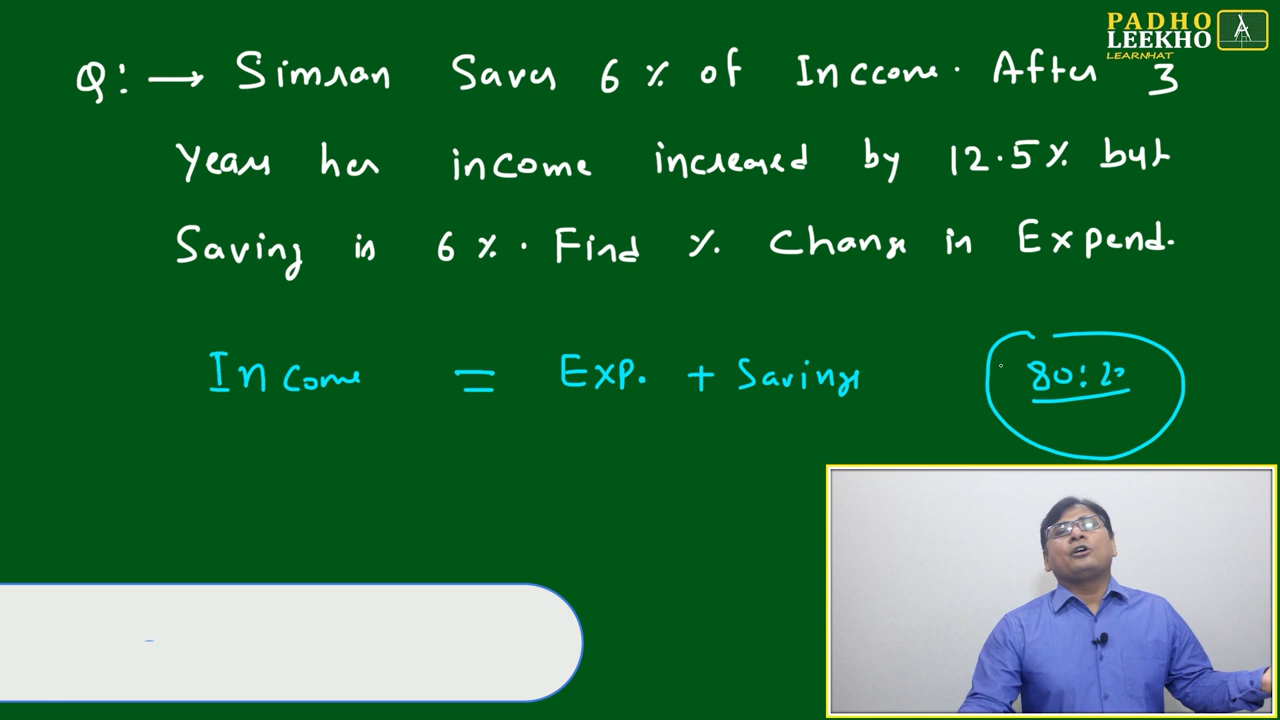 PADHO
LEEKHO
LEARNHAT
Q: → Simran Saves 6 % of Inccome. After 3
Years her income increased by 12.5% but
Saving is 6 %. Find % Change in Expend.
Income = Exp. + Savings 80:20